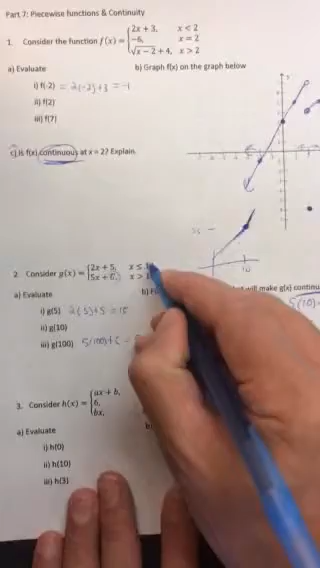 Part 7: Piecewise functions & Continuity
1. Consider the function f(x) = { 2x + 3, x < 2
-6, x = 2
√x − 2 + 4, x > 2
a) Evaluate b) Graph f(x) on the graph below
i) f(-2) = 2(-2)+3 = -1
ii) f(2)
iii) f(7)
c) Is f(x) continuous at x = 2? Explain.
2. Consider g(x) = { 2x + 5, x ≤
5x + x >
a) Evaluate b) will make g(x) continu
i) g(5) 2(5)+5 = 15
ii) g(10)
iii) g(100) 5(100)+
10
3. Consider h(x) = { ax + b,
6,
bx,
a) Evaluate
i) h(0)
ii) h(10)
iii) h(3)